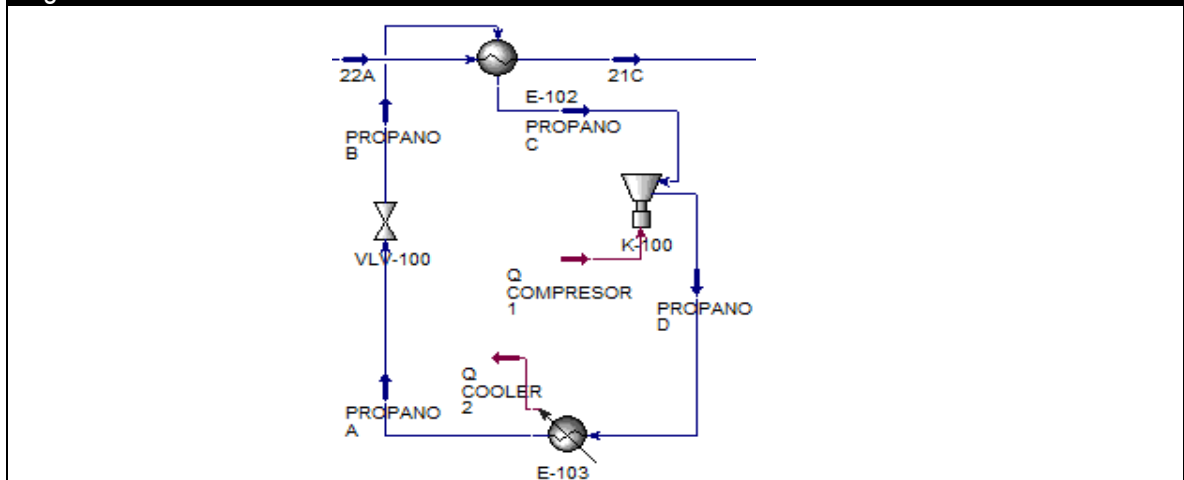 22A
21C
E-102
PROPANO
C
PROPANO
B
K-100
VLV-100
Q
COMPRESOR
1
PROPANO
D
Q
COOLER
2
PROPANO
A
E-103